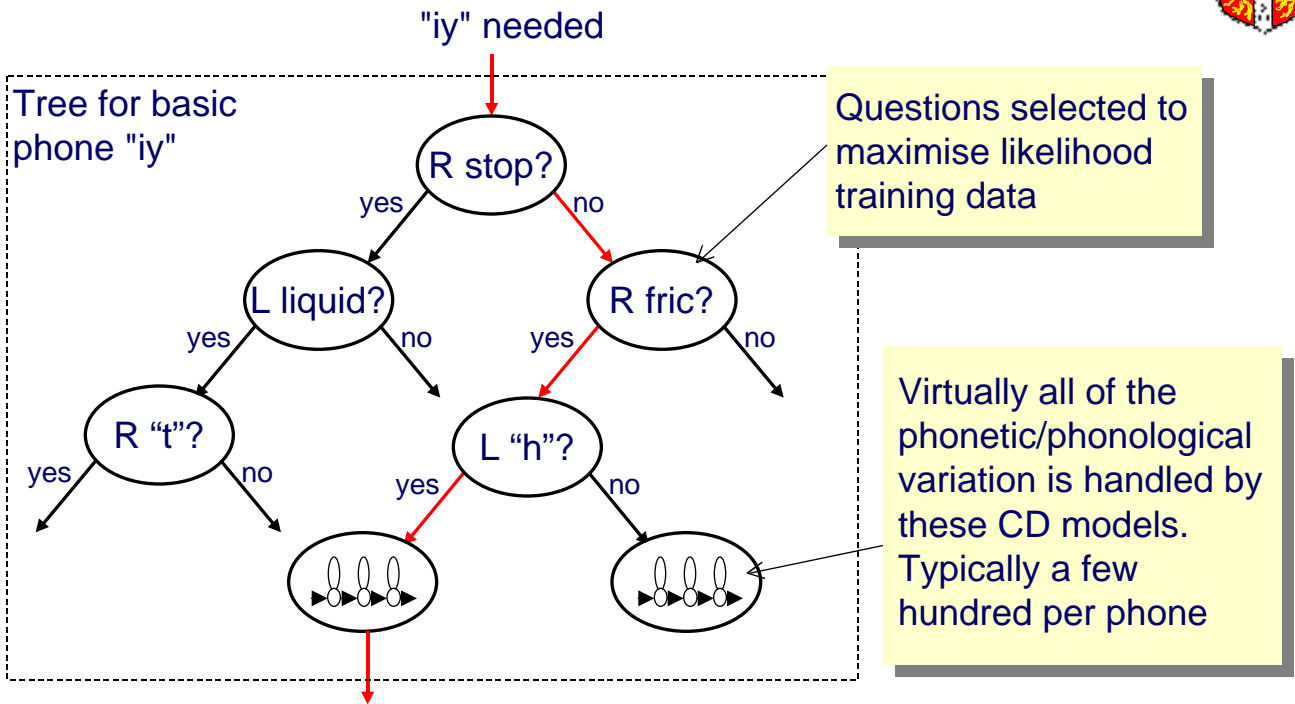 "iy" needed
Tree for basic
phone "iy"
R stop?
yes
no
L liquid?
R fric?
yes
no
yes
no
R “t”?
L “h”?
yes
no
yes
no
Questions selected to
maximise likelihood
training data
Virtually all of the
phonetic/phonological
variation is handled by
these CD models.
Typically a few
hundred per phone